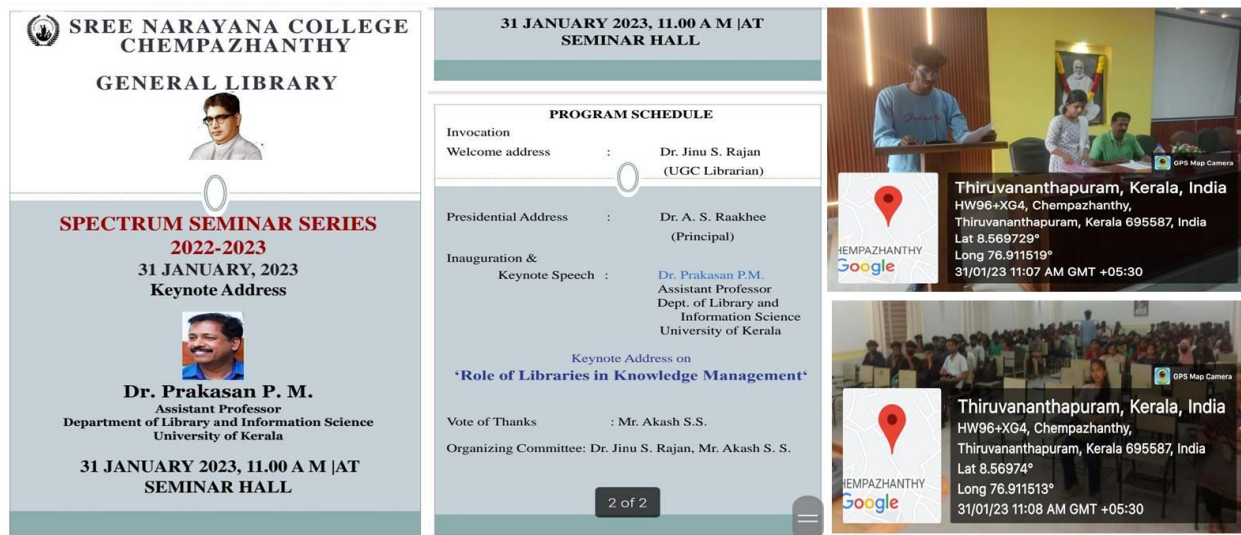 SREE NARAYANA COLLEGE
CHEMPAZHANTHY
GENERAL LIBRARY
SPECTRUM SEMINAR SERIES
2022-2023
31 JANUARY, 2023
Keynote Address
Dr. Prakasan P. M.
Assistant Professor
Department of Library and Information Science
University of Kerala
31 JANUARY 2023, 11.00 A M |AT
SEMINAR HALL
31 JANUARY 2023, 11.00 A M |AT
SEMINAR HALL
PROGRAM SCHEDULE
Invocation
Welcome address : Dr. Jinu S. Rajan
(UGC Librarian)
Presidential Address : Dr. A. S. Raakhee
(Principal)
Inauguration &
Keynote Speech : Dr. Prakasan P.M.
Assistant Professor
Dept. of Library and
Information Science
University of Kerala
Keynote Address on
‘Role of Libraries in Knowledge Management‘
Vote of Thanks : Mr. Akash S.S.
Organizing Committee: Dr. Jinu S. Rajan, Mr. Akash S. S.
2 of 2
GPS Map Camera
HEMPAZHANTHY
Google
Thiruvananthapuram, Kerala, India
HW96+XG4, Chempazhanthy,
Thiruvananthapuram, Kerala 695587, India
Lat 8.569729°
Long 76.911519°
31/01/23 11:07 AM GMT +05:30
GPS Map Camera
HEMPAZHANTHY
Google
Thiruvananthapuram, Kerala, India
HW96+XG4, Chempazhanthy,
Thiruvananthapuram, Kerala 695587, India
Lat 8.56974°
Long 76.911513°
31/01/23 11:08 AM GMT +05:30